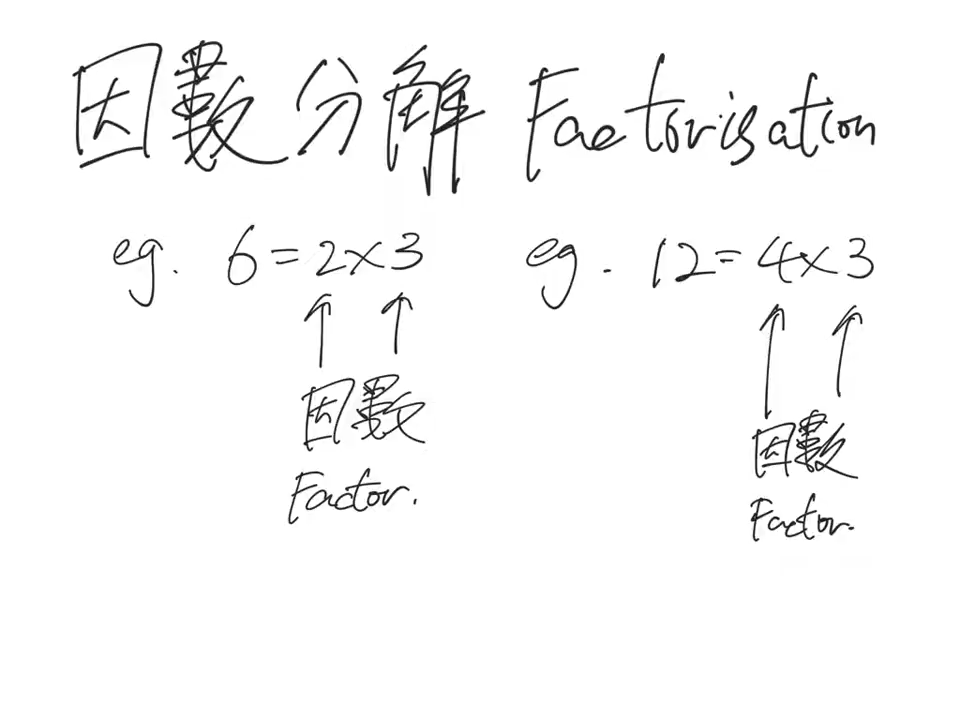 因數分解 Factorisation
eg. 6=2×3
eg. 12=4×3
因數
Factor.
因數
Factor.